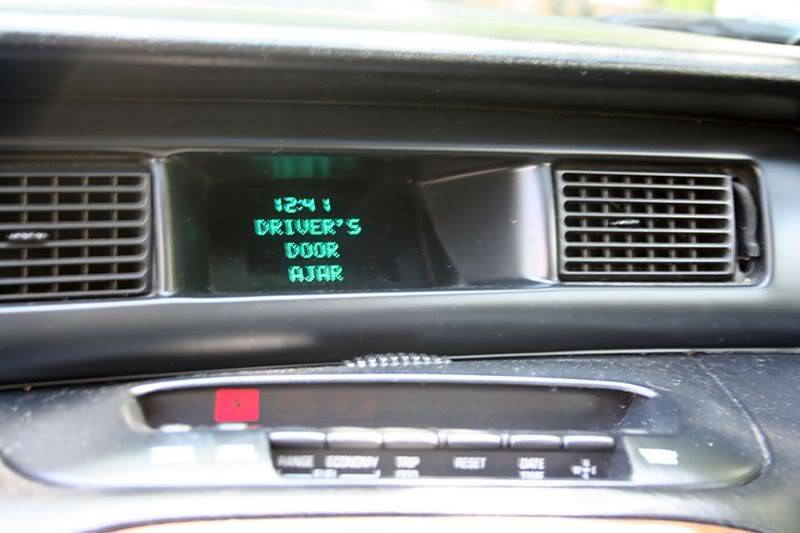 12:41
DRIVER'S
DOOR
AJAR
RANGE ECONOMY TRIP RESET DATE
TIME
N
W E